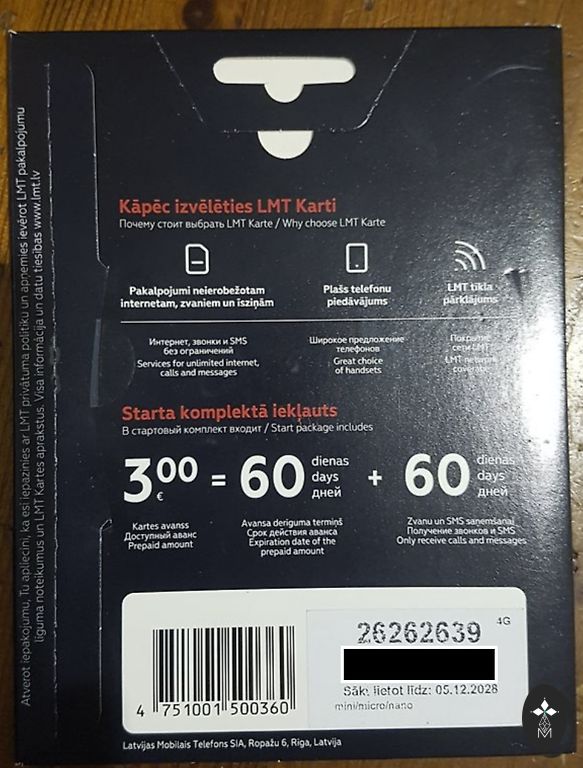 Kāpēc izvēlēties LMT Karti
Почему стоит выбрать LMT Karte / Why choose LMT Karte
Pakalpojumi neierobežotam
internetam, zvaniem un īsziņām
Plašs telefonu
piedāvājums
LMT tīkla
pārklājums
Интернет, звонки и SMS
без ограничений
Services for unlimited internet,
calls and messages
Широкое предложение
телефонов
Great choice
of handsets
Покрытие
сети LMT
LMT network
coverage
Starta komplektā iekļauts
В стартовый комплект входит / Start package includes
3⁰⁰ € = 60 dienas days дней + 60 dienas days дней
Kartes avanss
Доступный аванс
Prepaid amount
Avansa derīguma termiņš
Срок действия аванса
Expiration date of the
prepaid amount
Zvanu un SMS saņemšanai
Получение звонков и SMS
Only receive calls and messages
4 751001 500360
26262639
4G
Sākt lietot līdz: 05.12.2028
mini/micro/nano
M
Latvijas Mobilais Telefons SIA, Ropažu 6, Rīga, Latvija
Atverot iepakojumu, Tu apliecini, ka esi iepazinies ar LMT privātuma politiku un apņemies ievērot LMT pakalpojumu
līguma noteikumus un LMT Kartes aprakstus. Visa informācija un datu tiesības www.lmt.lv